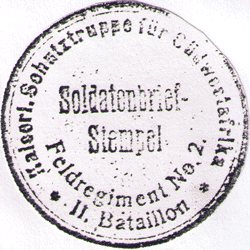 Kaiserl. Schutztruppe für Südwestafrika
Soldatenbrief-
Stempel
Feldregiment No. 2.
* II. Bataillon *